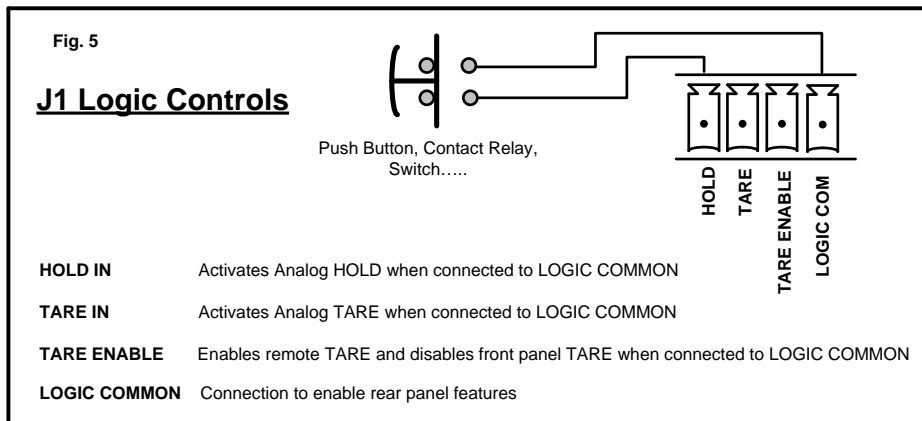 Fig. 5
J1 Logic Controls
Push Button, Contact Relay,
Switch.....
HOLD
TARE
TARE ENABLE
LOGIC COM
HOLD IN Activates Analog HOLD when connected to LOGIC COMMON
TARE IN Activates Analog TARE when connected to LOGIC COMMON
TARE ENABLE Enables remote TARE and disables front panel TARE when connected to LOGIC COMMON
LOGIC COMMON Connection to enable rear panel features